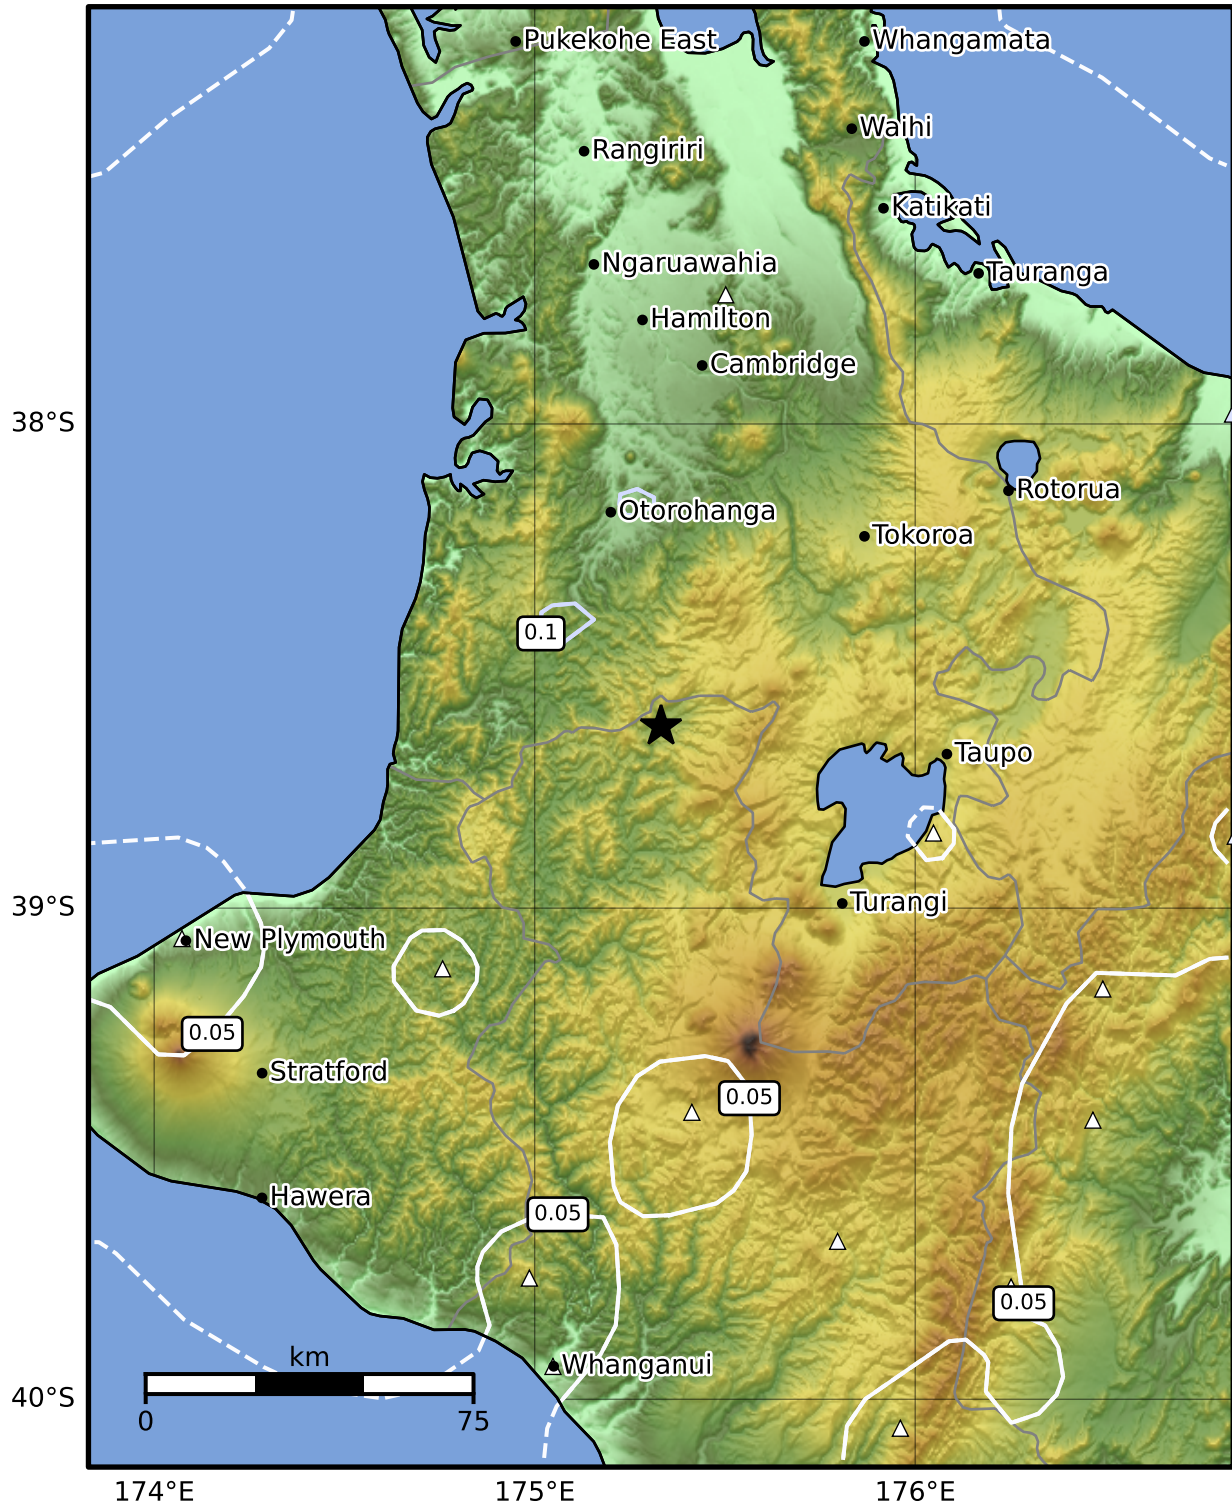 Pukekohe East
Whangamata
Waihi
Rangiriri
Katikati
Ngaruawahia
Tauranga
Hamilton
Cambridge
38°S
Rotorua
Otorohanga
Tokoroa
0.1
Taupo
Turangi
39°S
New Plymouth
0.05
Stratford
0.05
Hawera
0.05
0.05
km
Whanganui
40°S
0
75
174°E
175°E
176°E